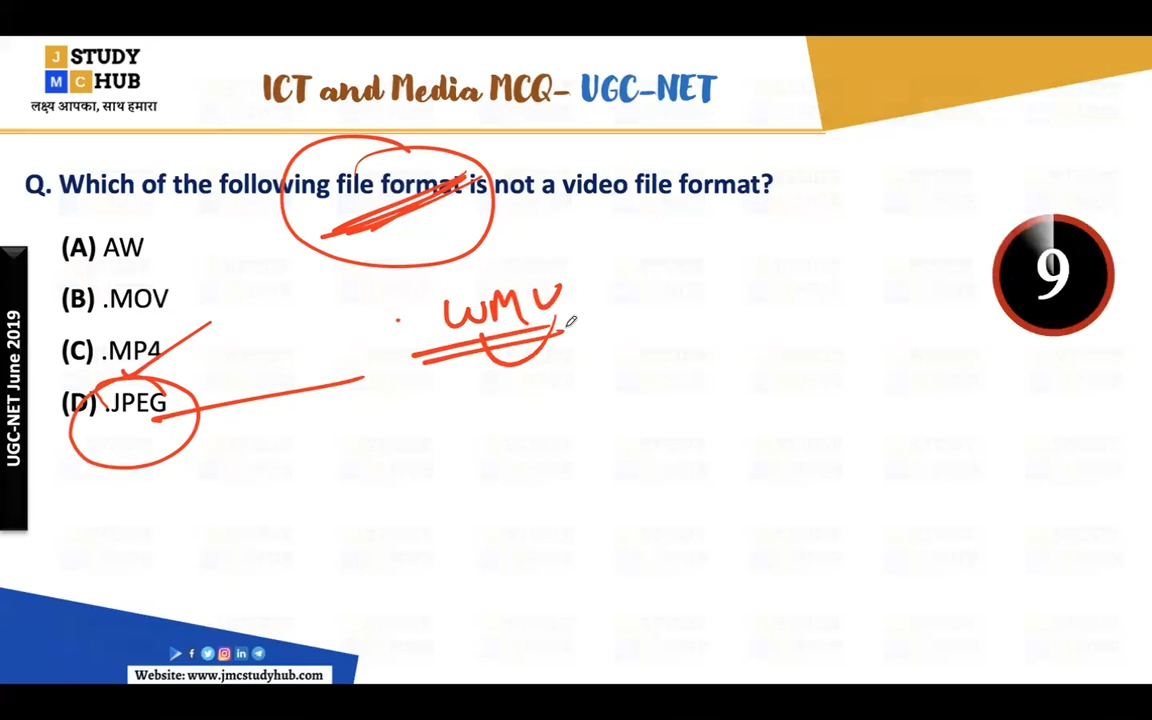 J STUDY
M C HUB
लक्ष्य आपका, साथ हमारा
ICT and Media MCQ- UGC-NET
Q. Which of the following file format is not a video file format?
(A) AW
(B) .MOV
(C) .MP4
(D) .JPEG
. WMV
9
UGC-NET June 2019
Website: www.jmcstudyhub.com